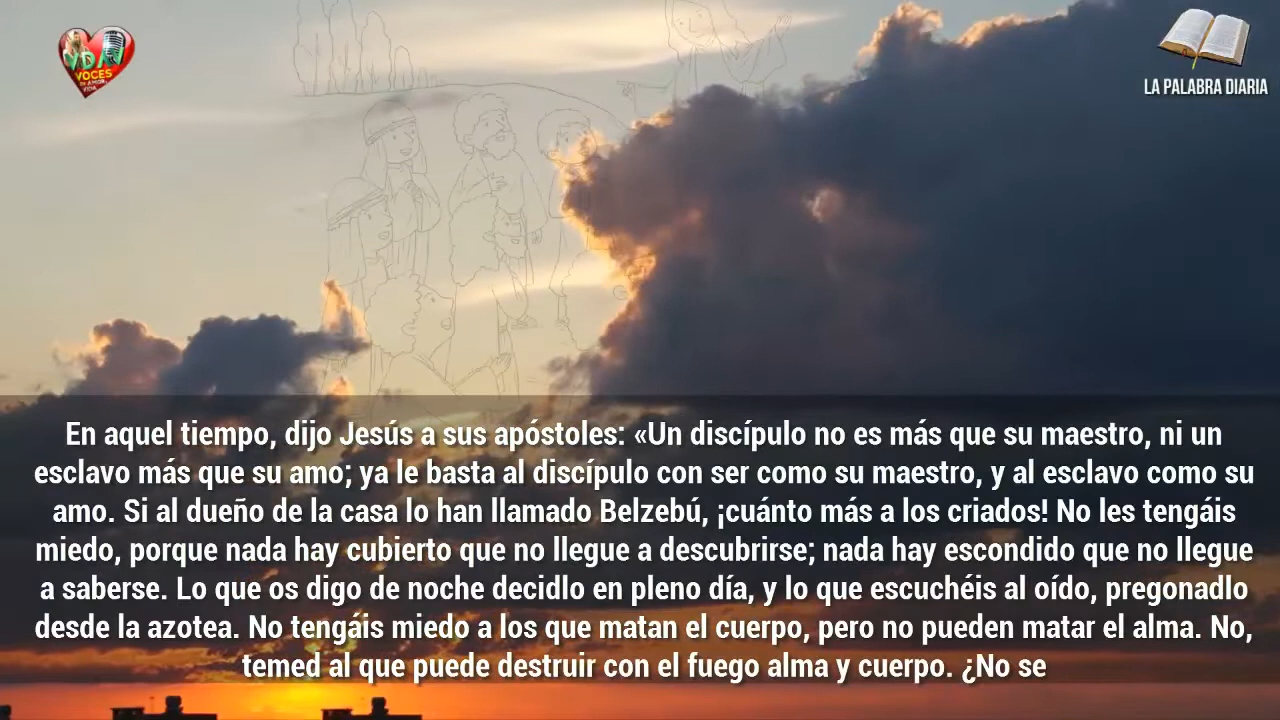 VDAV
VOCES
DE AMOR Y
VIDA
LA PALABRA DIARIA
En aquel tiempo, dijo Jesús a sus apóstoles: «Un discípulo no es más que su maestro, ni un
esclavo más que su amo; ya le basta al discípulo con ser como su maestro, y al esclavo como su
amo. Si al dueño de la casa lo han llamado Belzebú, ¡cuánto más a los criados! No les tengáis
miedo, porque nada hay cubierto que no llegue a descubrirse; nada hay escondido que no llegue
a saberse. Lo que os digo de noche decidlo en pleno día, y lo que escuchéis al oído, pregonadlo
desde la azotea. No tengáis miedo a los que matan el cuerpo, pero no pueden matar el alma. No,
temed al que puede destruir con el fuego alma y cuerpo. ¿No se